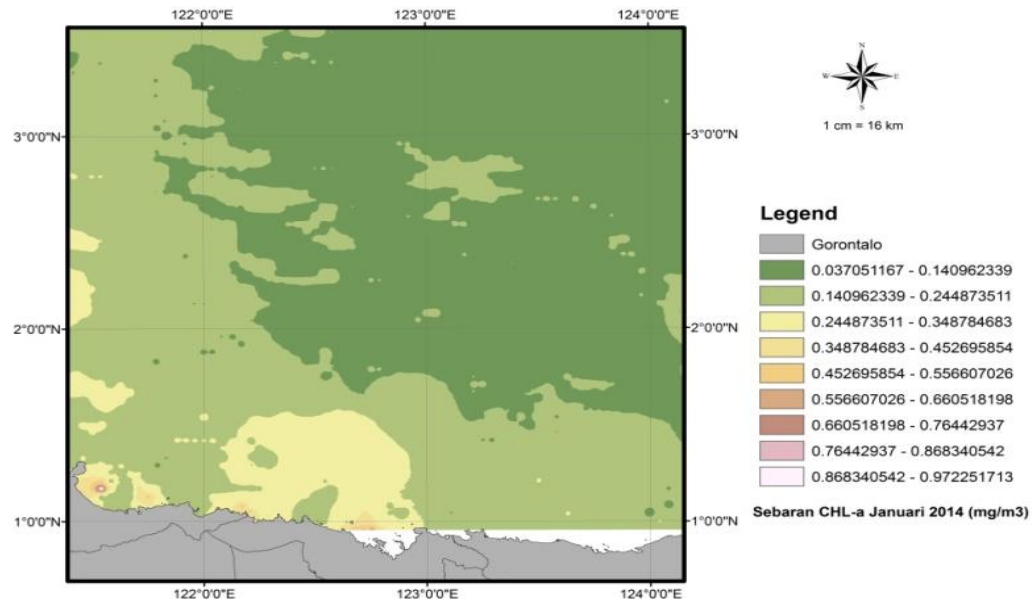 122°0'0"E 123°0'0"E 124°0'0"E
N
W E
S
1 cm = 16 km
3°0'0"N 3°0'0"N
Legend
Gorontalo
0.037051167 - 0.140962339
0.140962339 - 0.244873511
0.244873511 - 0.348784683
0.348784683 - 0.452695854
0.452695854 - 0.556607026
0.556607026 - 0.660518198
0.660518198 - 0.76442937
0.76442937 - 0.868340542
0.868340542 - 0.972251713
2°0'0"N 2°0'0"N
Sebaran CHL-a Januari 2014 (mg/m3)
1°0'0"N 1°0'0"N
122°0'0"E 123°0'0"E 124°0'0"E